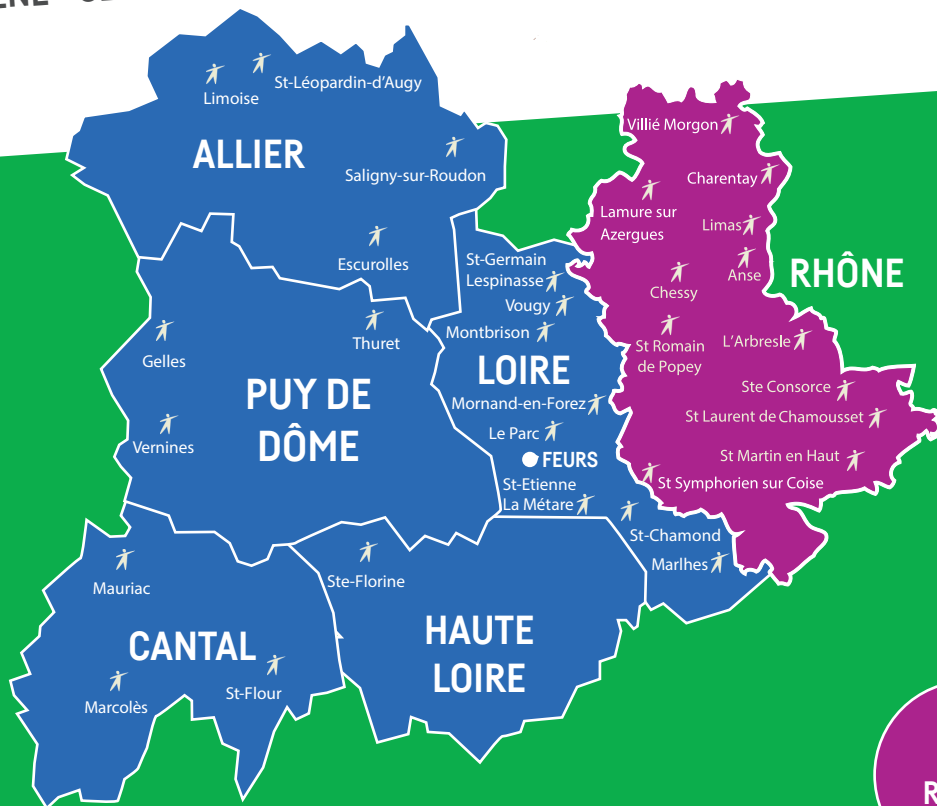 Limoise
St-Léopardin-d'Augy
ALLIER
Saligny-sur-Roudon
Escurolles
Villié Morgon
Charentay
Lamure sur
Azergues
Limas
Anse
Chessy
RHÔNE
St-Germain
Lespinasse
Vougy
Montbrison
LOIRE
Mornand-en-Forez
Le Parc
FEURS
St-Etienne
La Métare
St-Chamond
Marlhes
St Romain
de Popey
L'Arbresle
Ste Consorce
St Laurent de Chamousset
St Martin en Haut
St Symphorien sur Coise
Thuret
Gelles
PUY DE
DÔME
Vernines
Mauriac
CANTAL
Marcolès
St-Flour
Ste-Florine
HAUTE
LOIRE
R